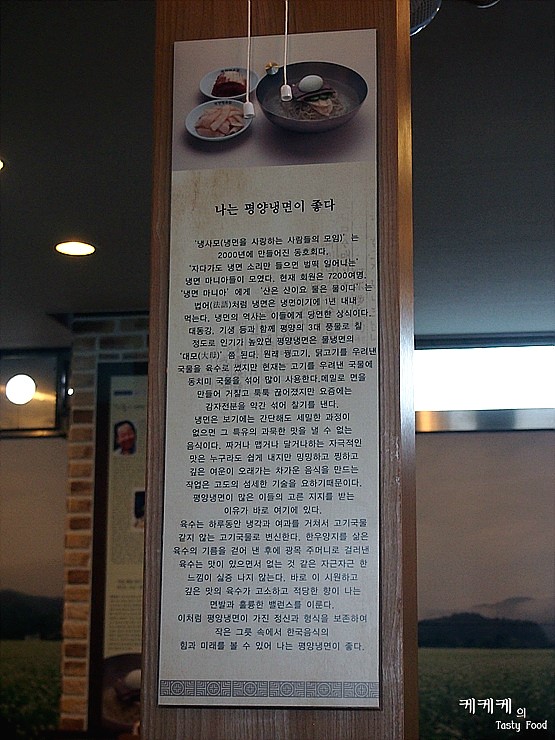 나는 평양냉면이 좋다
'냉사모(냉면을 사랑하는 사람들의 모임)' 는
2000년에 만들어진 동호회다.
'자다가도 냉면 소리만 들으면 벌떡 일어나는'
냉면 마니아들이 모였다. 현재 회원은 7200여명.
'냉면 마니아' 에게 '산은 산이요 물은 물이다' 는
법어(法語)처럼 냉면은 냉면이기에 1년 내내
먹는다. 냉면의 역사는 이들에게 당연한 상식이다.
대동강, 기생 등과 함께 평양의 3대 풍물로 칠
정도로 인기가 높았던 평양냉면은 물냉면의
'대모(大母)' 쯤 된다. 원래 꿩고기, 닭고기를 우려낸
국물을 육수로 썼지만 현재는 고기를 우려낸 국물에
동치미 국물을 섞어 많이 사용한다.메밀로 면을
만들어 거칠고 툭툭 끊어졌지만 요즘에는
감자전분을 약간 섞어 찰기를 낸다.
냉면은 보기에는 간단해도 세밀한 과정이
없으면 그 특유의 과묵한 맛을 낼 수 없는
음식이다. 짜거나 맵거나 달거나하는 자극적인
맛은 누구라도 쉽게 내지만 밍밍하고 찡하고
깊은 여운이 오래가는 차가운 음식을 만드는
작업은 고도의 섬세한 기술을 요하기때문이다.
평양냉면이 많은 이들의 고른 지지를 받는
이유가 바로 여기에 있다.
육수는 하루동안 냉각과 여과를 거쳐서 고기국물
같지 않는 고기국물로 변신한다. 한우양지를 삶은
육수의 기름을 걷어 낸 후에 광목 주머니로 걸러낸
육수는 맛이 있으면서 없는 것 같은 자근자근 한
느낌이 실증 나지 않는다. 바로 이 시원하고
깊은 맛의 육수가 고소하고 적당한 향이 나는
면발과 훌륭한 밸런스를 이룬다.
이처럼 평양냉면이 가진 정신과 형식을 보존하여
작은 그릇 속에서 한국음식의
힘과 미래를 볼 수 있어 나는 평양냉면이 좋다.
케케케의
Tasty Food